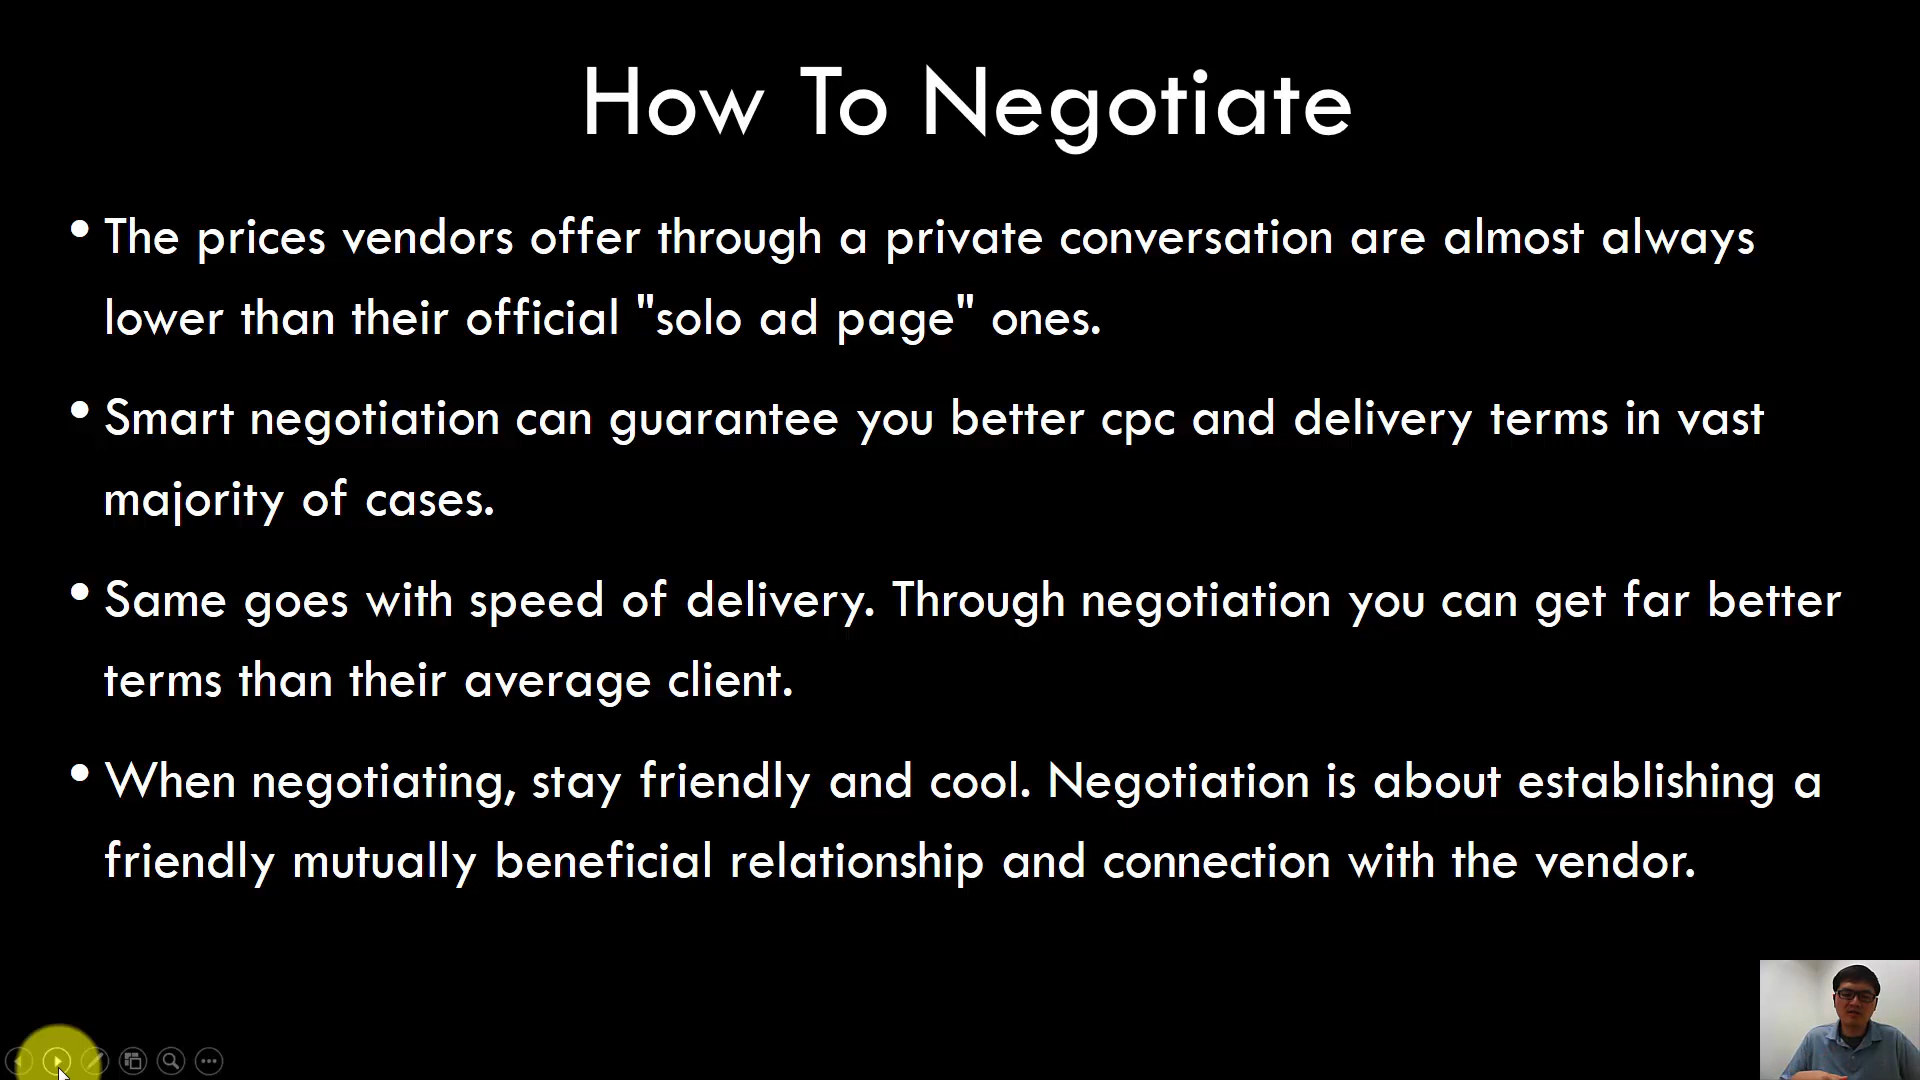 How To Negotiate
• The prices vendors offer through a private conversation are almost always
lower than their official "solo ad page" ones.
• Smart negotiation can guarantee you better cpc and delivery terms in vast
majority of cases.
• Same goes with speed of delivery. Through negotiation you can get far better
terms than their average client.
• When negotiating, stay friendly and cool. Negotiation is about establishing a
friendly mutually beneficial relationship and connection with the vendor.